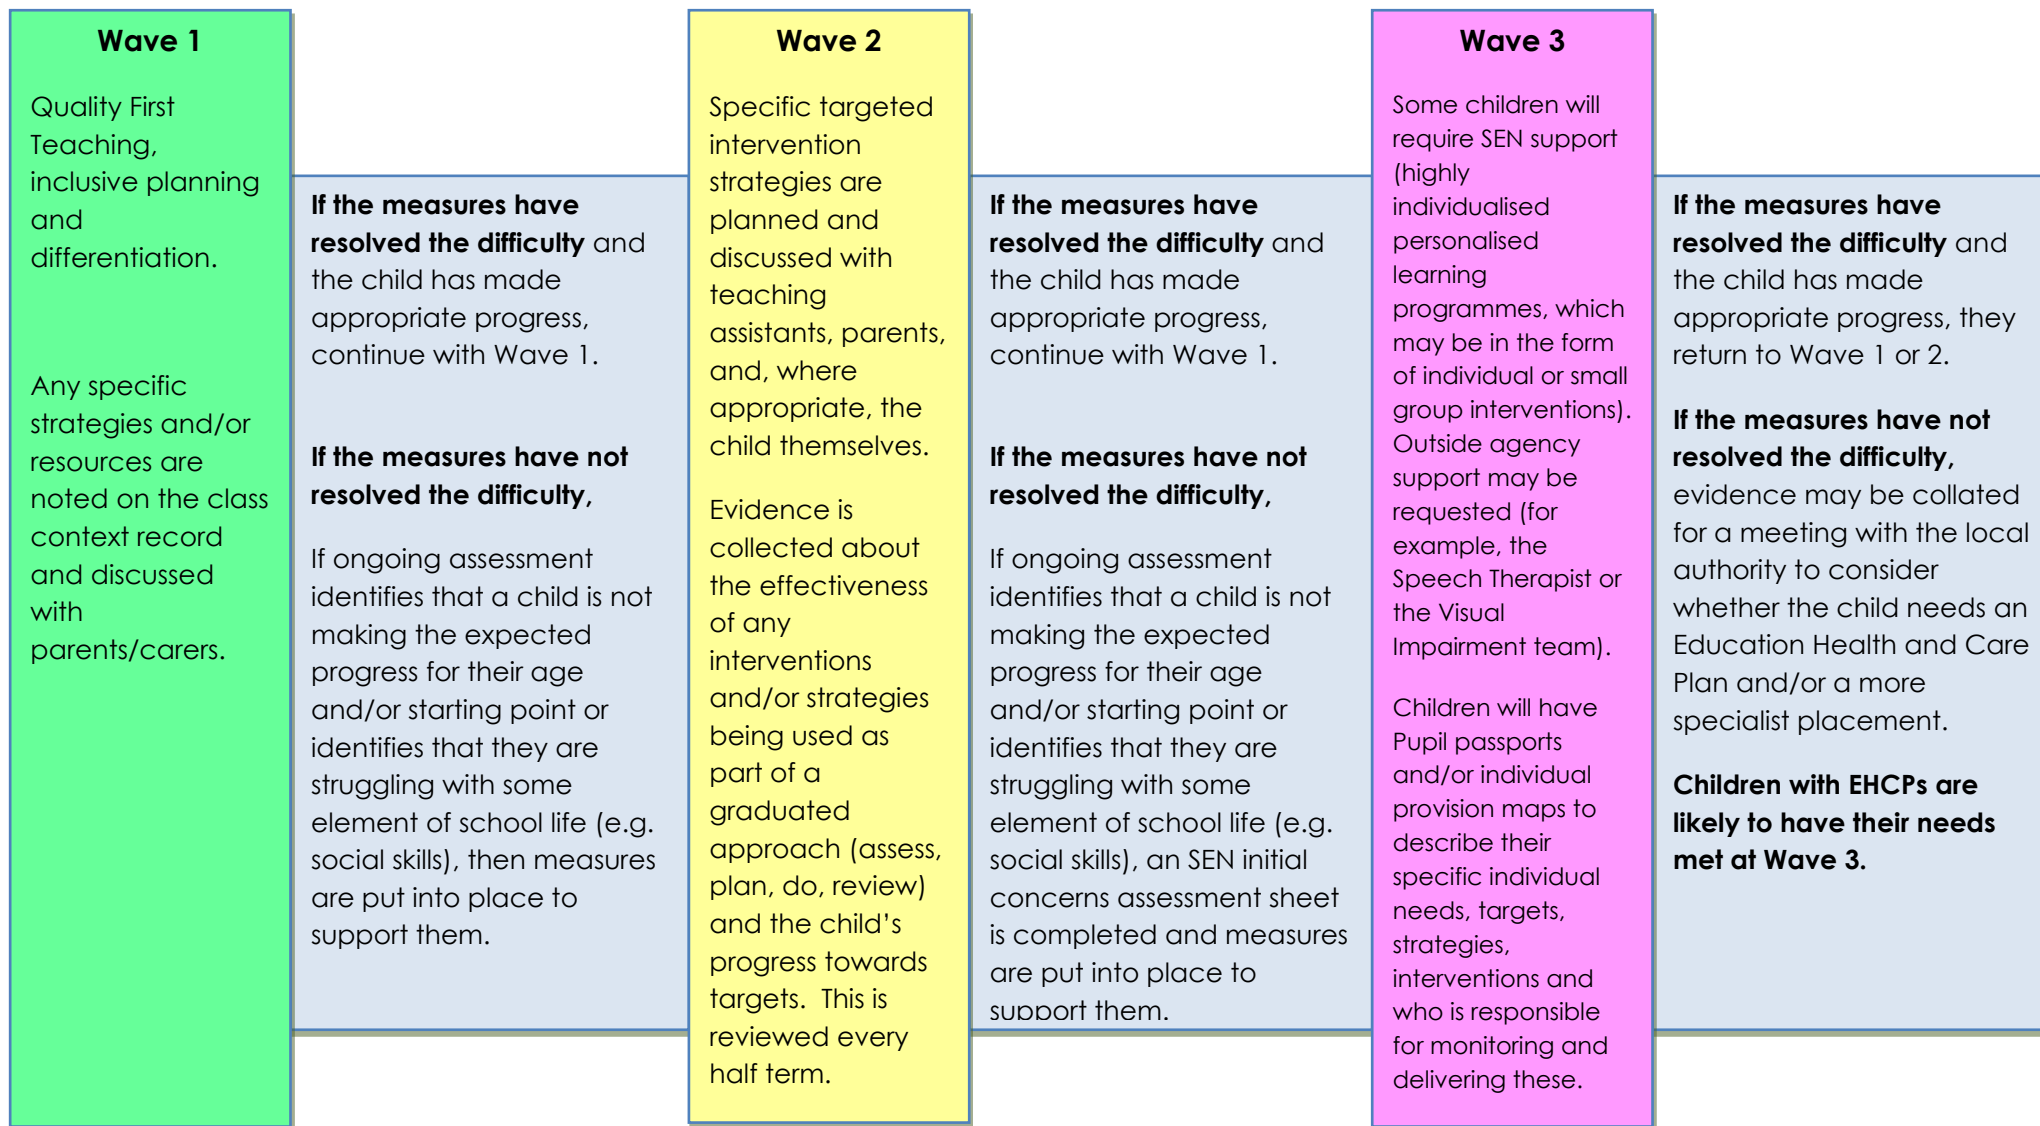 Wave 1
Quality First
Teaching,
inclusive planning
and
differentiation.
Any specific
strategies and/or
resources are
noted on the class
context record
and discussed
with
parents/carers.
If the measures have
resolved the difficulty and
the child has made
appropriate progress,
continue with Wave 1.
If the measures have not
resolved the difficulty,
If ongoing assessment
identifies that a child is not
making the expected
progress for their age
and/or starting point or
identifies that they are
struggling with some
element of school life (e.g.
social skills), then measures
are put into place to
support them.
Wave 2
Specific targeted
intervention
strategies are
planned and
discussed with
teaching
assistants, parents,
and, where
appropriate, the
child themselves.
Evidence is
collected about
the effectiveness
of any
interventions
and/or strategies
being used as
part of a
graduated
approach (assess,
plan, do, review)
and the child’s
progress towards
targets.  This is
reviewed every
half term.
If the measures have
resolved the difficulty and
the child has made
appropriate progress,
continue with Wave 1.
If the measures have not
resolved the difficulty,
If ongoing assessment
identifies that a child is not
making the expected
progress for their age
and/or starting point or
identifies that they are
struggling with some
element of school life (e.g.
social skills), an SEN initial
concerns assessment sheet
is completed and measures
are put into place to
support them.
Wave 3
Some children will
require SEN support
(highly
individualised
personalised
learning
programmes, which
may be in the form
of individual or small
group interventions).
Outside agency
support may be
requested (for
example, the
Speech Therapist or
the Visual
Impairment team).
Children will have
Pupil passports
and/or individual
provision maps to
describe their
specific individual
needs, targets,
strategies,
interventions and
who is responsible
for monitoring and
delivering these.
If the measures have
resolved the difficulty and
the child has made
appropriate progress, they
return to Wave 1 or 2.
If the measures have not
resolved the difficulty,
evidence may be collated
for a meeting with the local
authority to consider
whether the child needs an
Education Health and Care
Plan and/or a more
specialist placement.
Children with EHCPs are
likely to have their needs
met at Wave 3.